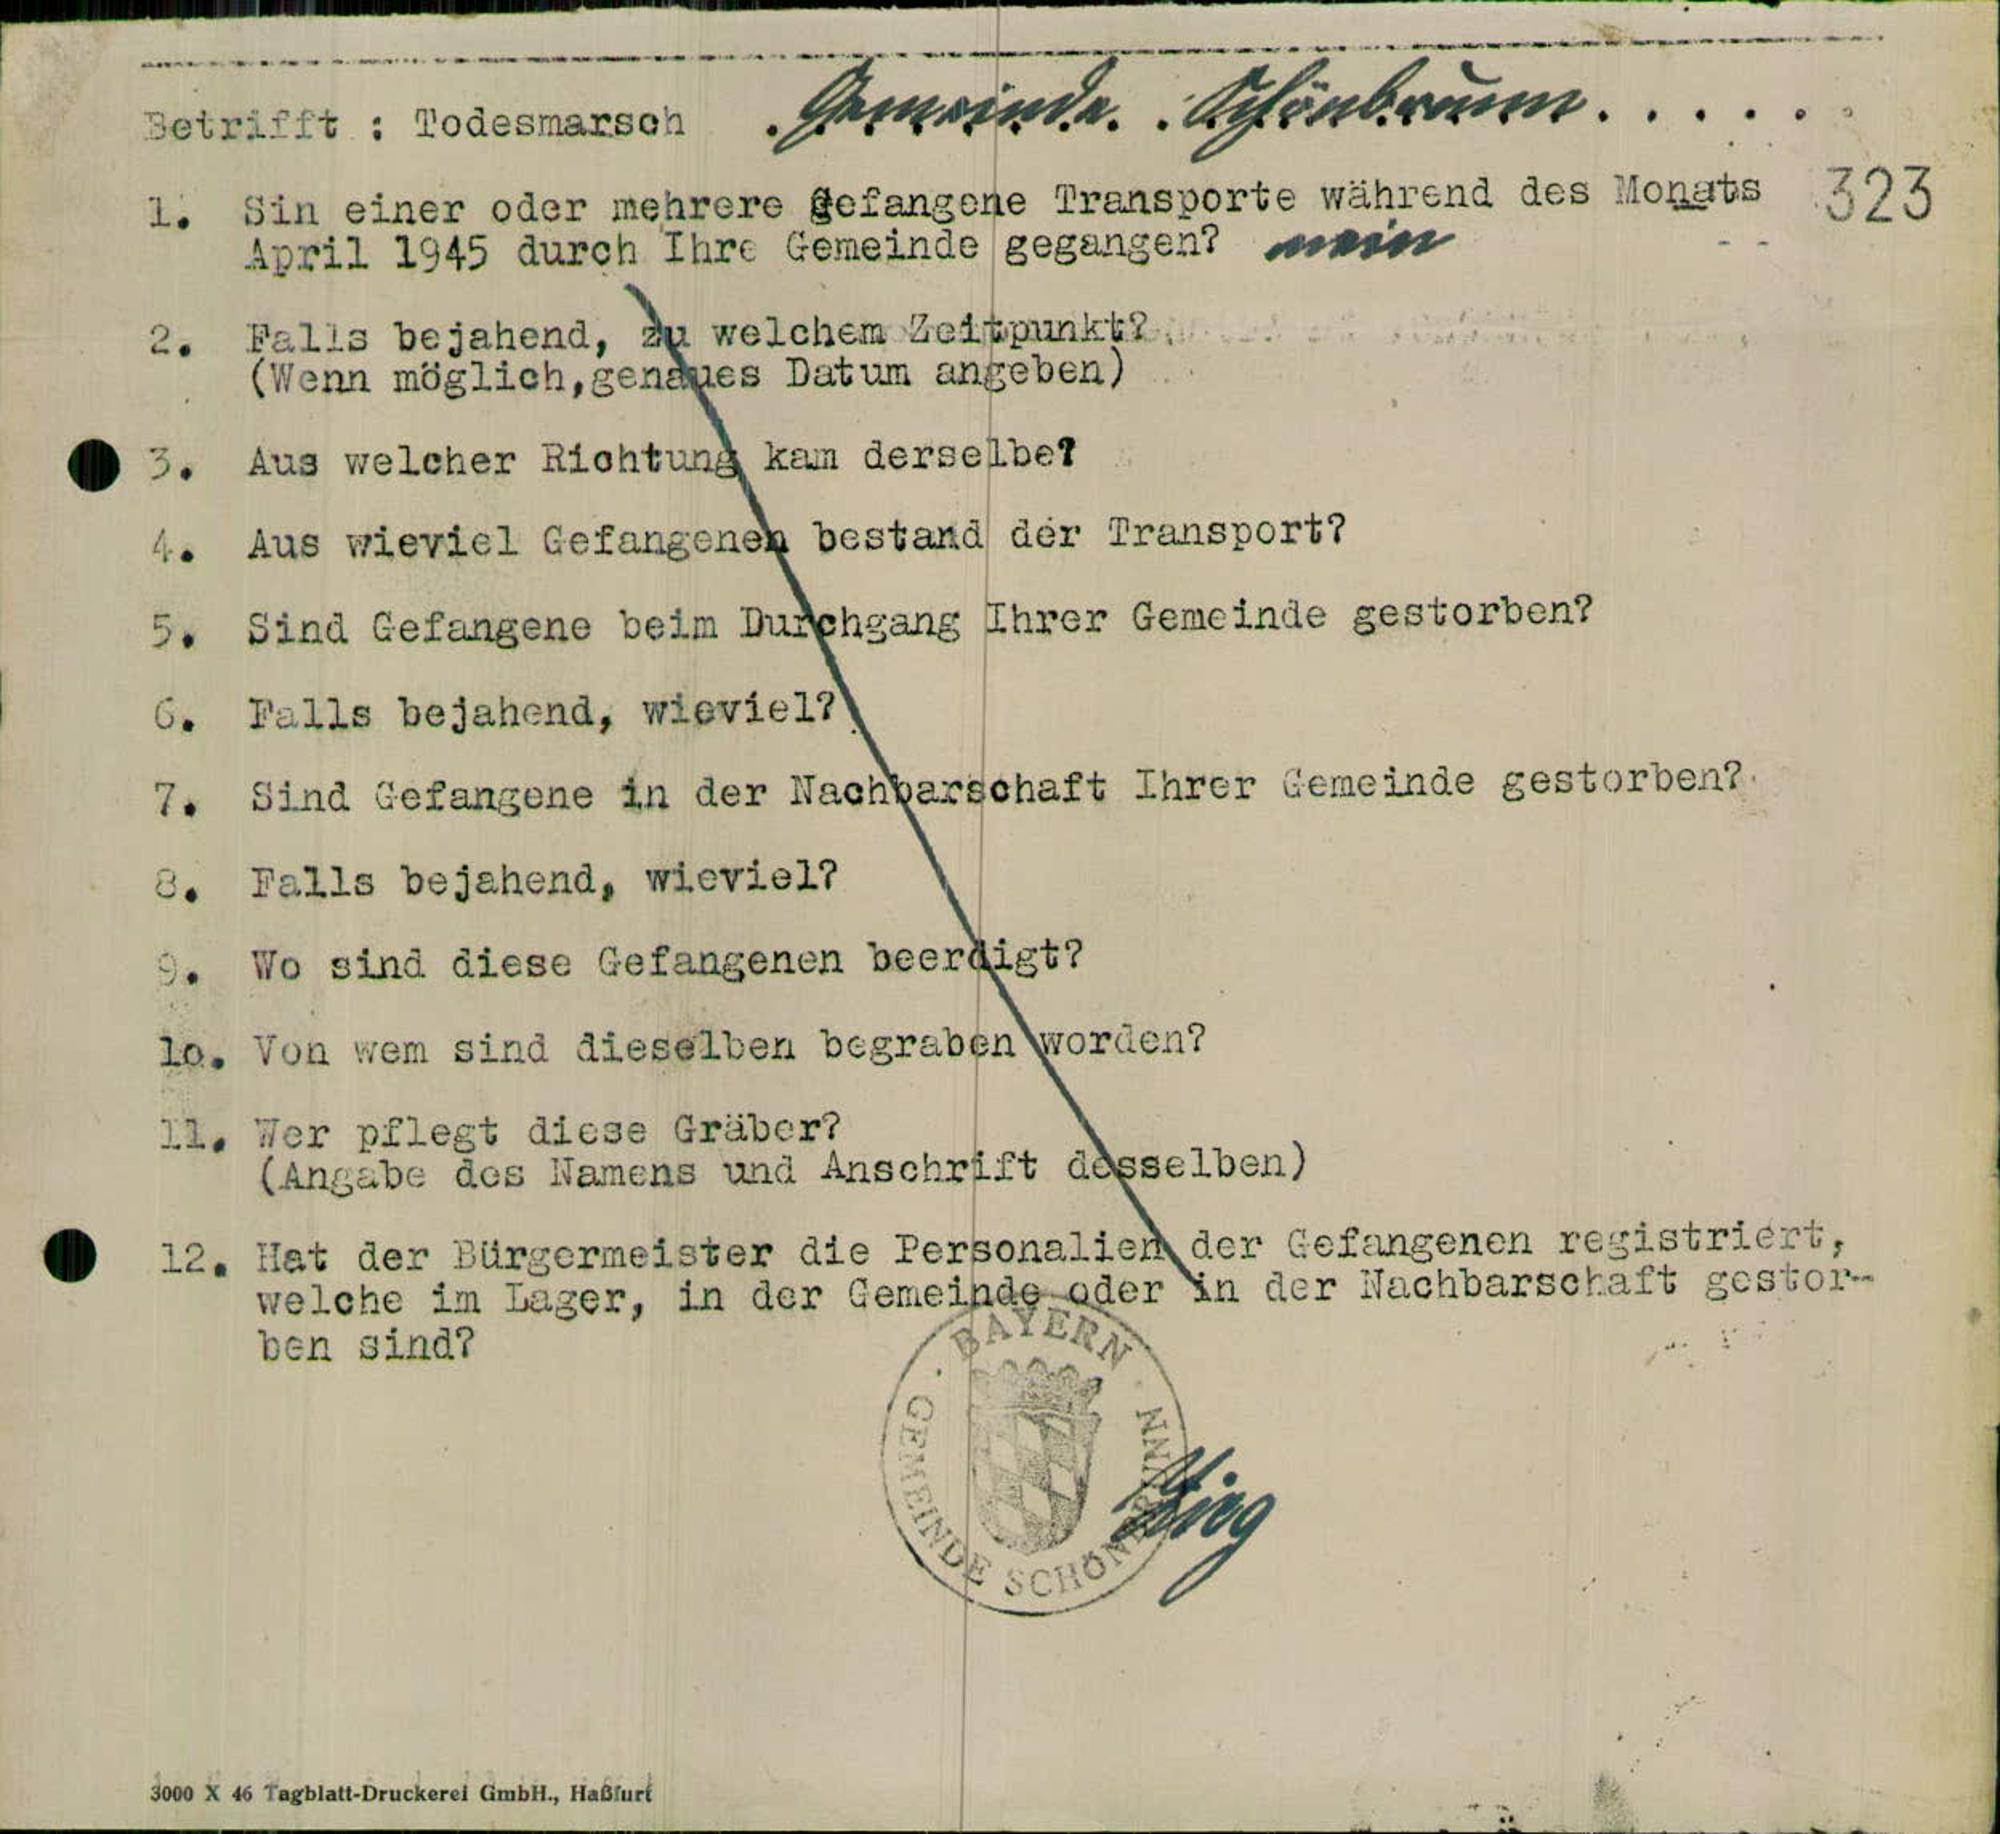 Betrifft : Todesmarsch . Gemeinde. . Schönbrunn. . . . . .
323
1. Sin einer oder mehrere gefangene Transporte während des Monats
April 1945 durch Ihre Gemeinde gegangen? nein
2. Falls bejahend, zu welchem Zeitpunkt?
(Wenn möglich,genaues Datum angeben)
3. Aus welcher Richtung kam derselbe?
4. Aus wieviel Gefangenen bestand der Transport?
5. Sind Gefangene beim Durchgang Ihrer Gemeinde gestorben?
6. Falls bejahend, wieviel?
7. Sind Gefangene in der Nachbarschaft Ihrer Gemeinde gestorben?
8. Falls bejahend, wieviel?
9. Wo sind diese Gefangenen beerdigt?
1o. Von wem sind dieselben begraben worden?
11. Wer pflegt diese Gräber?
(Angabe des Namens und Anschrift desselben)
12. Hat der Bürgermeister die Personalien der Gefangenen registriert,
welche im Lager, in der Gemeinde oder in der Nachbarschaft gestor-
ben sind?
BAYERN
GEMEINDE SCHÖNBRUNN
3000 X 46 Tagblatt-Druckerei GmbH., Haßfurt